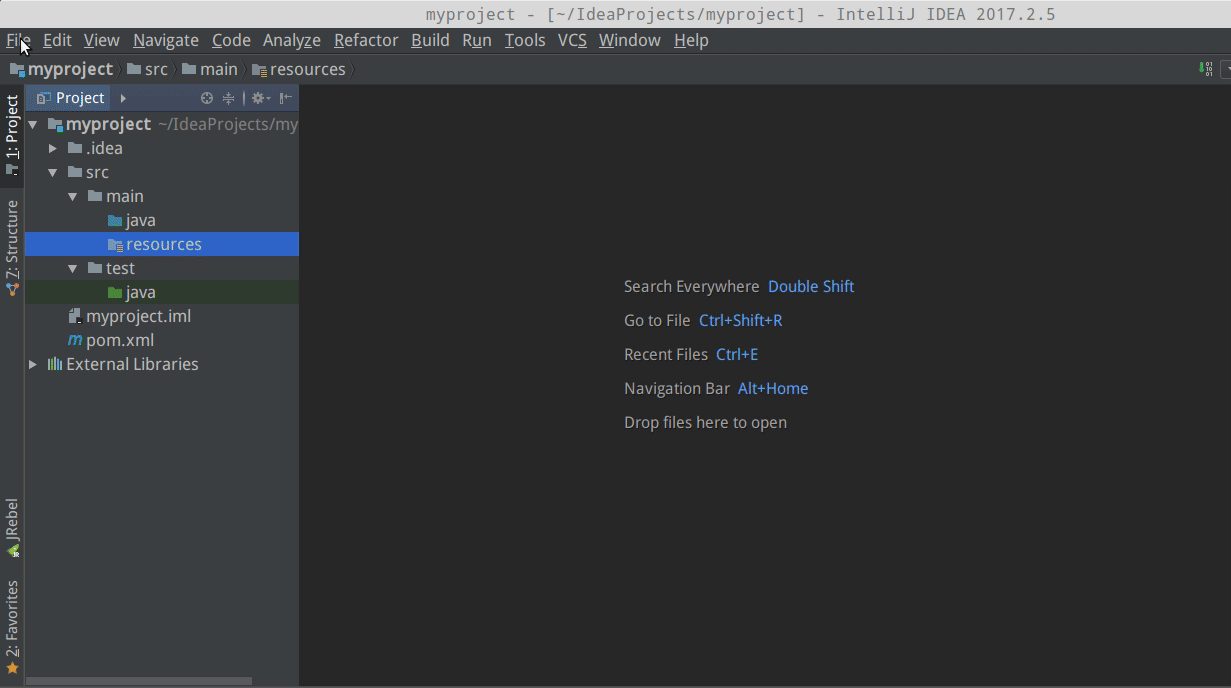 myproject - [~/IdeaProjects/myproject] - IntelliJ IDEA 2017.2.5
File Edit View Navigate Code Analyze Refactor Build Run Tools VCS Window Help
myproject src main resources
1: Project
Project
myproject ~/IdeaProjects/my
.idea
src
main
java
resources
test
java
myproject.iml
pom.xml
External Libraries
7: Structure
JRebel
2: Favorites
Search Everywhere Double Shift
Go to File Ctrl+Shift+R
Recent Files Ctrl+E
Navigation Bar Alt+Home
Drop files here to open